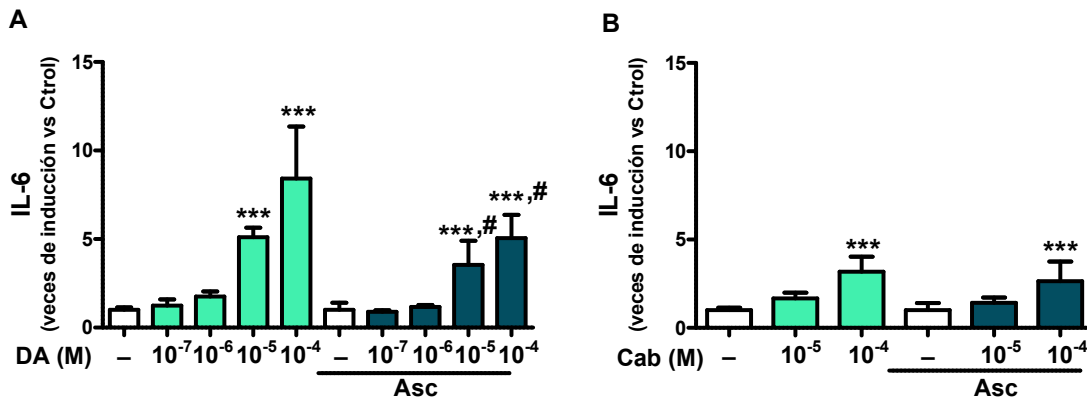 A
IL-6
(veces de inducción vs Ctrol)
15
10
5
0
***
***
***,#
***,#
DA (M)
– 10⁻⁷ 10⁻⁶ 10⁻⁵ 10⁻⁴ – 10⁻⁷ 10⁻⁶ 10⁻⁵ 10⁻⁴
Asc
B
IL-6
(veces de inducción vs Ctrol)
15
10
5
0
***
***
Cab (M)
– 10⁻⁵ 10⁻⁴ – 10⁻⁵ 10⁻⁴
Asc